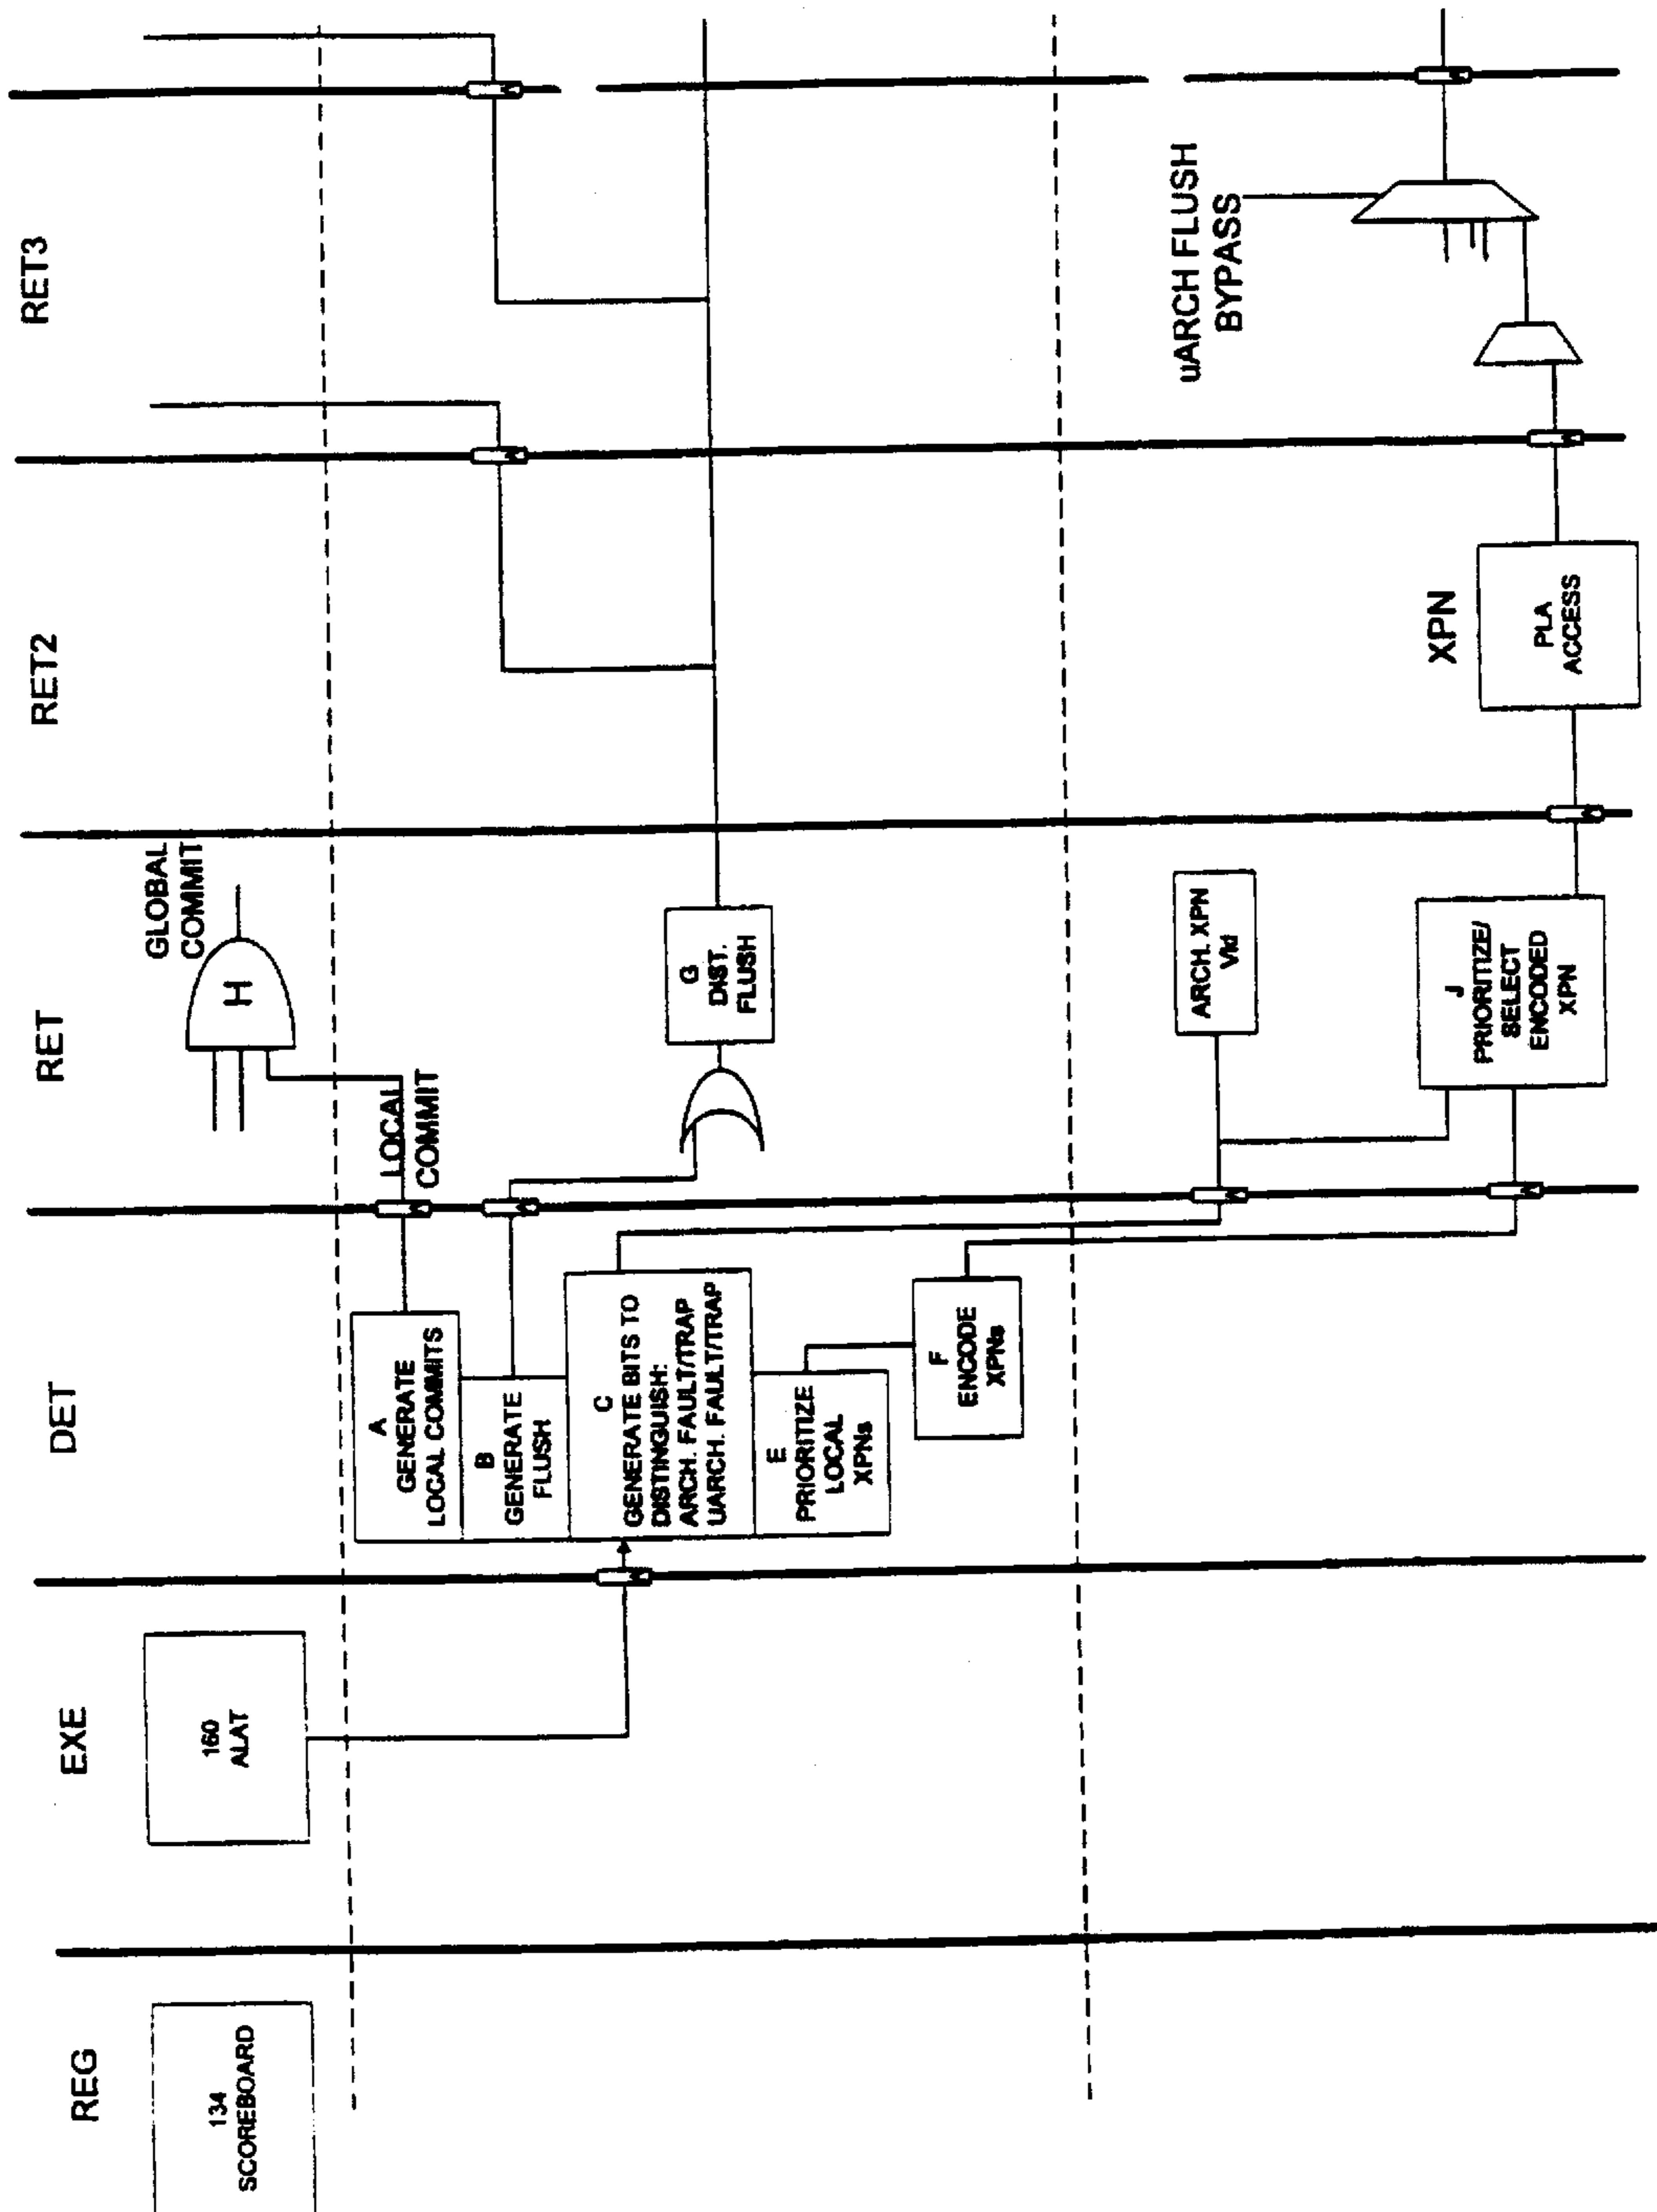 REG
EXE
DET
RET
RET2
RET3
134
SCOREBOARD
160
ALAT
A
GENERATE
LOCAL COMMITS
B
GENERATE
FLUSH
C
GENERATE BITS TO
DISTINGUISH:
ARCH. FAULT/TRAP
UARCH. FAULT/TRAP
E
PRIORITIZE
LOCAL
XPNs
F
ENCODE
XPNs
LOCAL
COMMIT
GLOBAL
COMMIT
H
G
DIST.
FLUSH
ARCH. XPN
Vld
J
PRIORITIZE/
SELECT
ENCODED
XPN
XPN
PLA
ACCESS
uARCH FLUSH
BYPASS